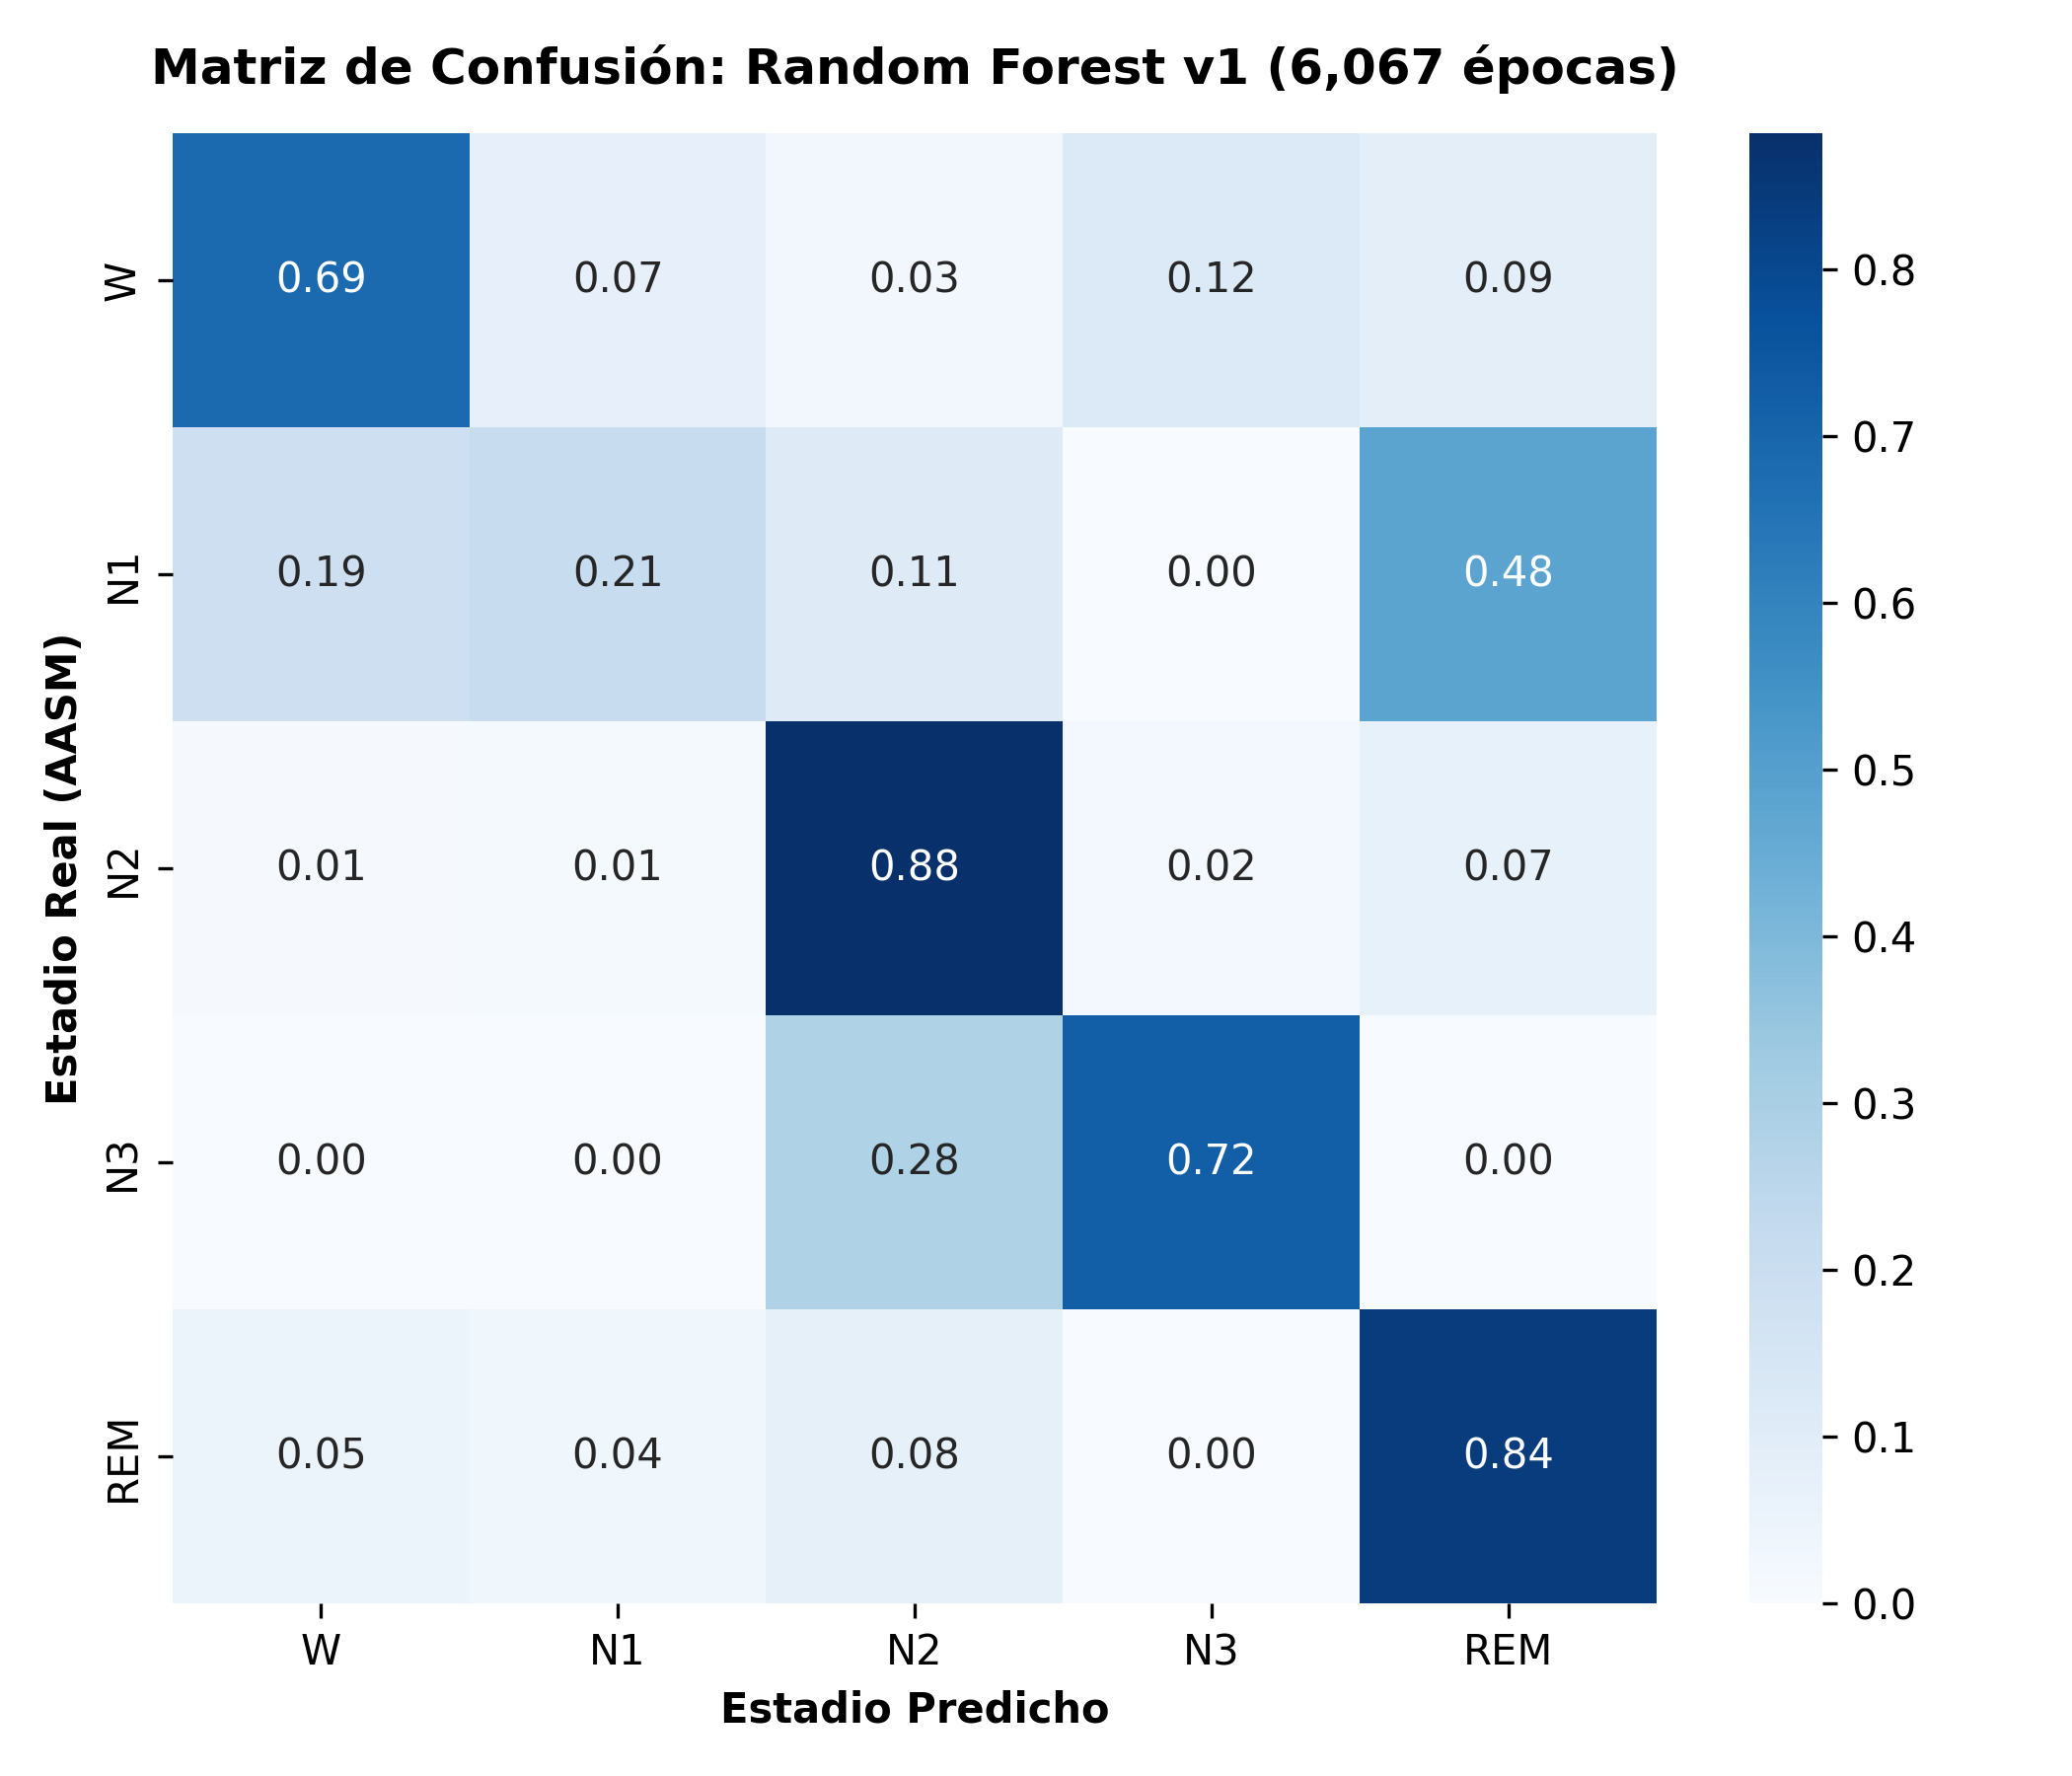 Matriz de Confusión: Random Forest v1 (6,067 épocas)
Estadio Real (AASM)
W 0.69 0.07 0.03 0.12 0.09
N1 0.19 0.21 0.11 0.00 0.48
N2 0.01 0.01 0.88 0.02 0.07
N3 0.00 0.00 0.28 0.72 0.00
REM 0.05 0.04 0.08 0.00 0.84
W N1 N2 N3 REM
Estadio Predicho
0.8
0.7
0.6
0.5
0.4
0.3
0.2
0.1
0.0